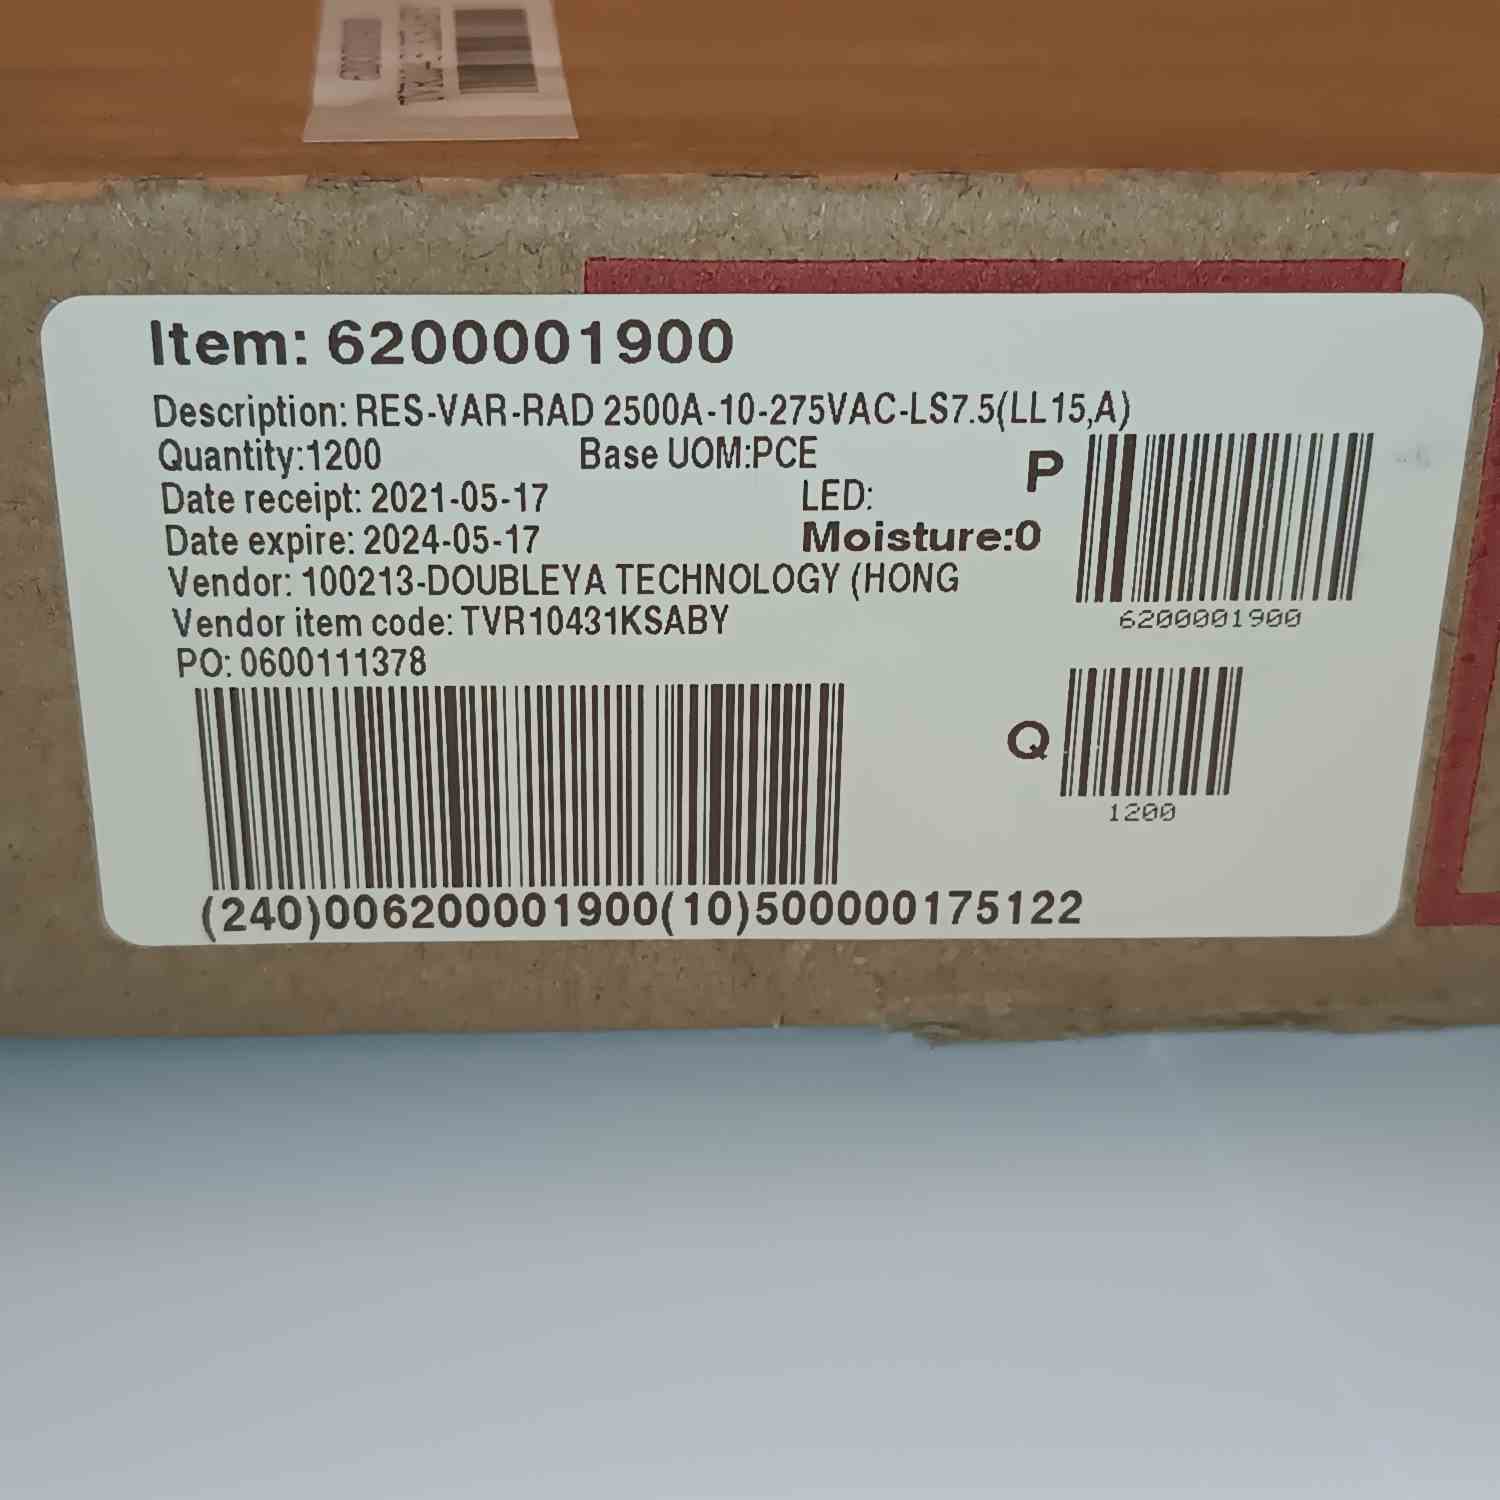 Item: 6200001900
Description: RES-VAR-RAD 2500A-10-275VAC-LS7.5(LL15,A)
Quantity:1200 Base UOM:PCE
P
Date receipt: 2021-05-17 LED:
Date expire: 2024-05-17 Moisture:0
Vendor: 100213-DOUBLEYA TECHNOLOGY (HONG
6200001900
Vendor item code: TVR10431KSABY
PO: 0600111378
Q
1200
(240)006200001900(10)500000175122